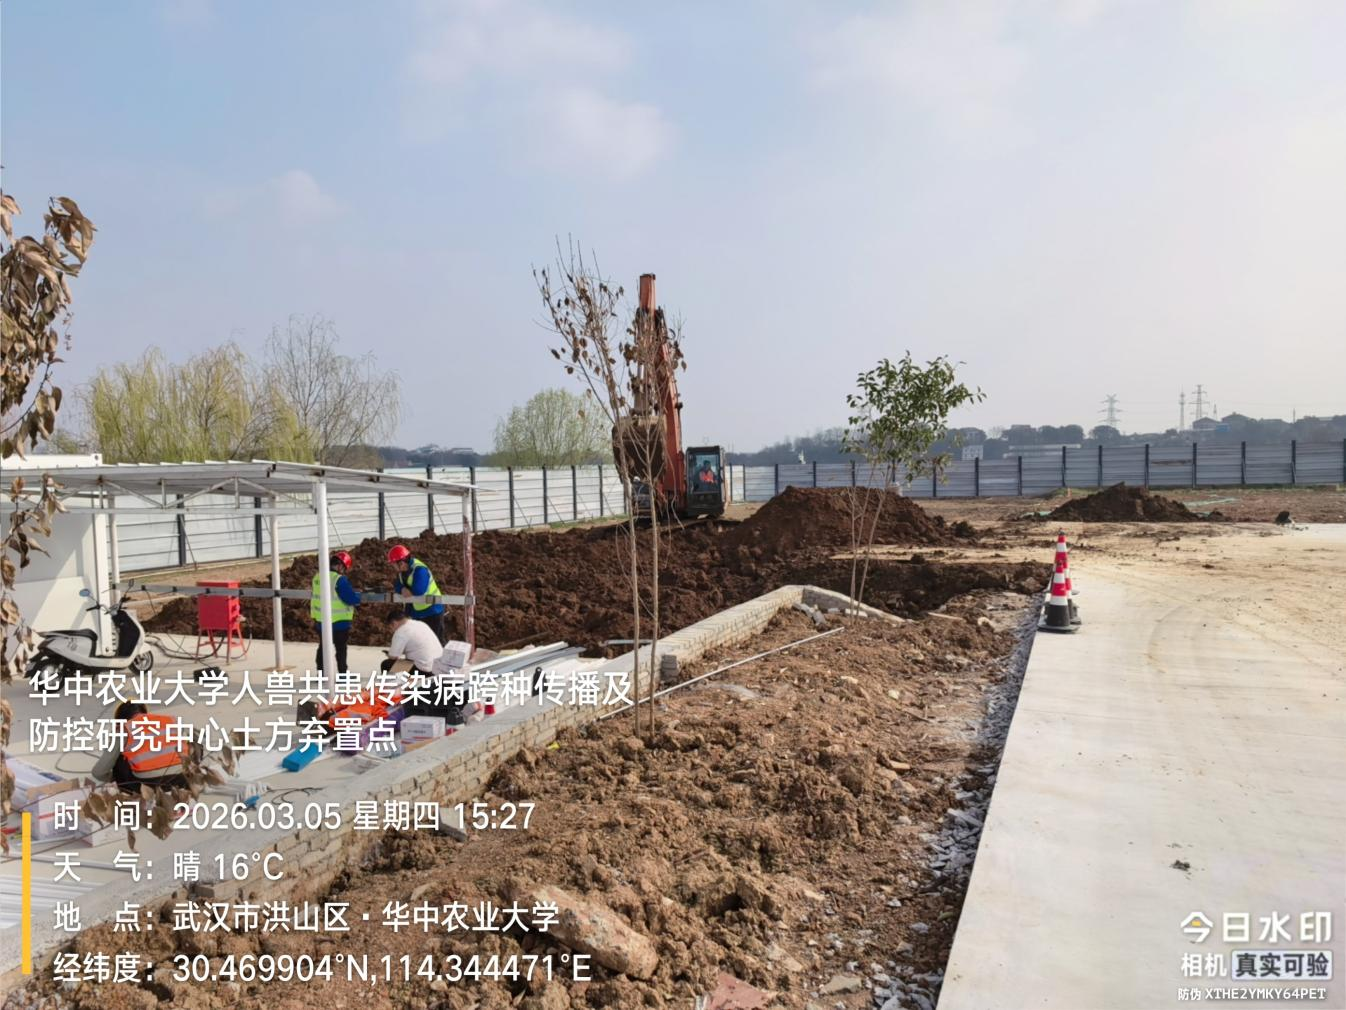 华中农业大学人兽共患传染病跨种传播及
防控研究中心土方弃置点
时 间：2026.03.05 星期四 15:27
天 气：晴 16°C
地 点：武汉市洪山区·华中农业大学
经纬度：30.469904°N,114.344471°E
今日水印
相机 真实可验
防伪 XTHE2YMKY64PET